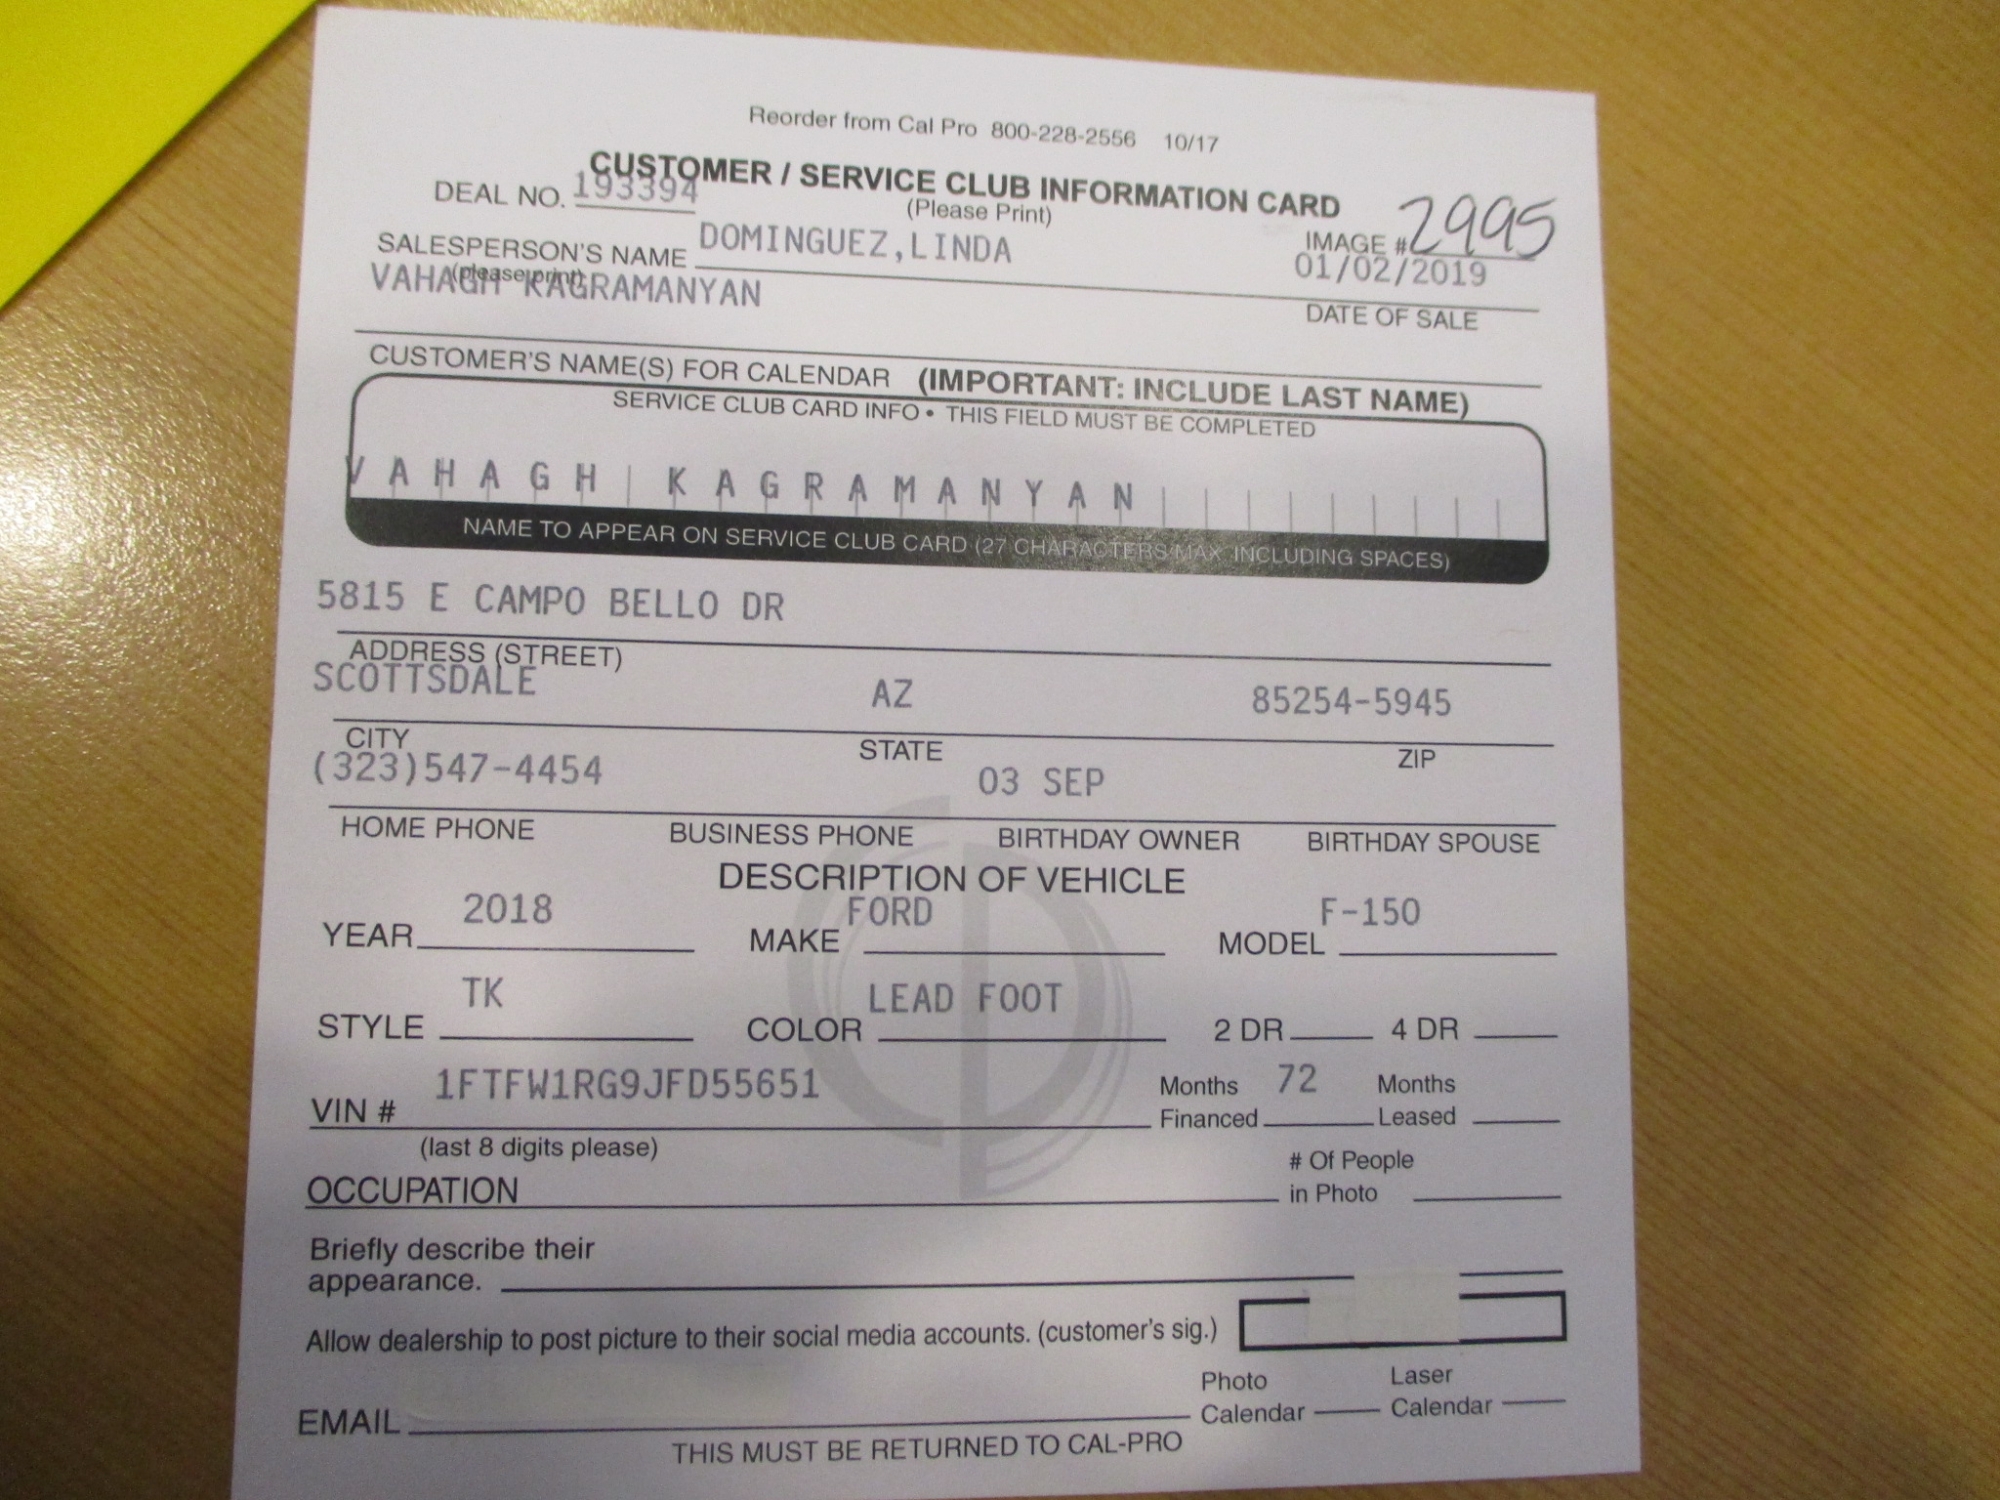 Reorder from Cal Pro 800-228-2556 10/17
CUSTOMER / SERVICE CLUB INFORMATION CARD
DEAL NO. 193394 (Please Print)
SALESPERSON'S NAME DOMINGUEZ,LINDA IMAGE # 2995
(please print) 01/02/2019
VAHAGH KAGRAMANYAN
DATE OF SALE
CUSTOMER'S NAME(S) FOR CALENDAR (IMPORTANT: INCLUDE LAST NAME)
SERVICE CLUB CARD INFO • THIS FIELD MUST BE COMPLETED
VAHAGH KAGRAMANYAN
NAME TO APPEAR ON SERVICE CLUB CARD (27 CHARACTERS MAX INCLUDING SPACES)
5815 E CAMPO BELLO DR
ADDRESS (STREET)
SCOTTSDALE AZ 85254-5945
CITY STATE ZIP
(323)547-4454 03 SEP
HOME PHONE BUSINESS PHONE BIRTHDAY OWNER BIRTHDAY SPOUSE
DESCRIPTION OF VEHICLE
YEAR 2018 MAKE FORD MODEL F-150
STYLE TK COLOR LEAD FOOT 2 DR 4 DR
VIN # 1FTFW1RG9JFD55651 Months Financed 72 Months Leased
(last 8 digits please)
OCCUPATION # Of People in Photo
Briefly describe their
appearance.
Allow dealership to post picture to their social media accounts. (customer's sig.)
EMAIL Photo Calendar Laser Calendar
THIS MUST BE RETURNED TO CAL-PRO